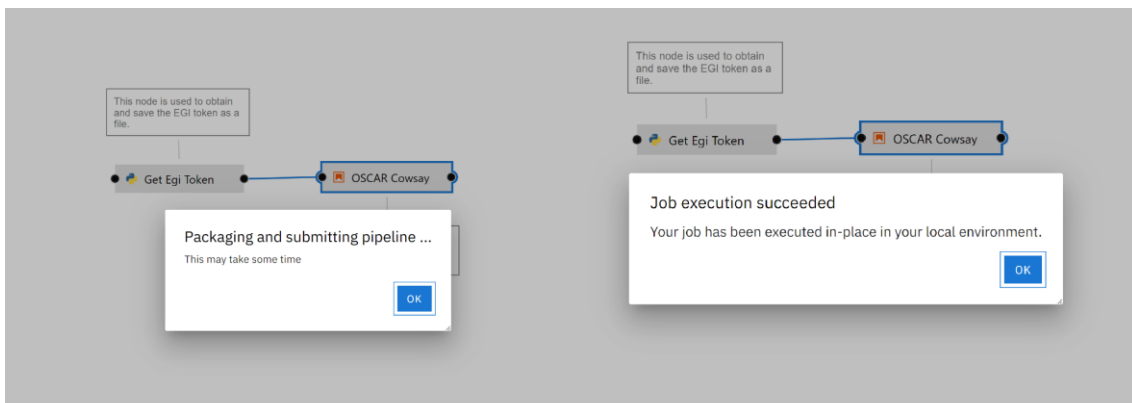 This node is used to obtain
and save the EGI token as a
file.
Get Egi Token
OSCAR Cowsay
Packaging and submitting pipeline ...
This may take some time
OK
This node is used to obtain
and save the EGI token as a
file.
Get Egi Token
OSCAR Cowsay
Job execution succeeded
Your job has been executed in-place in your local environment.
OK